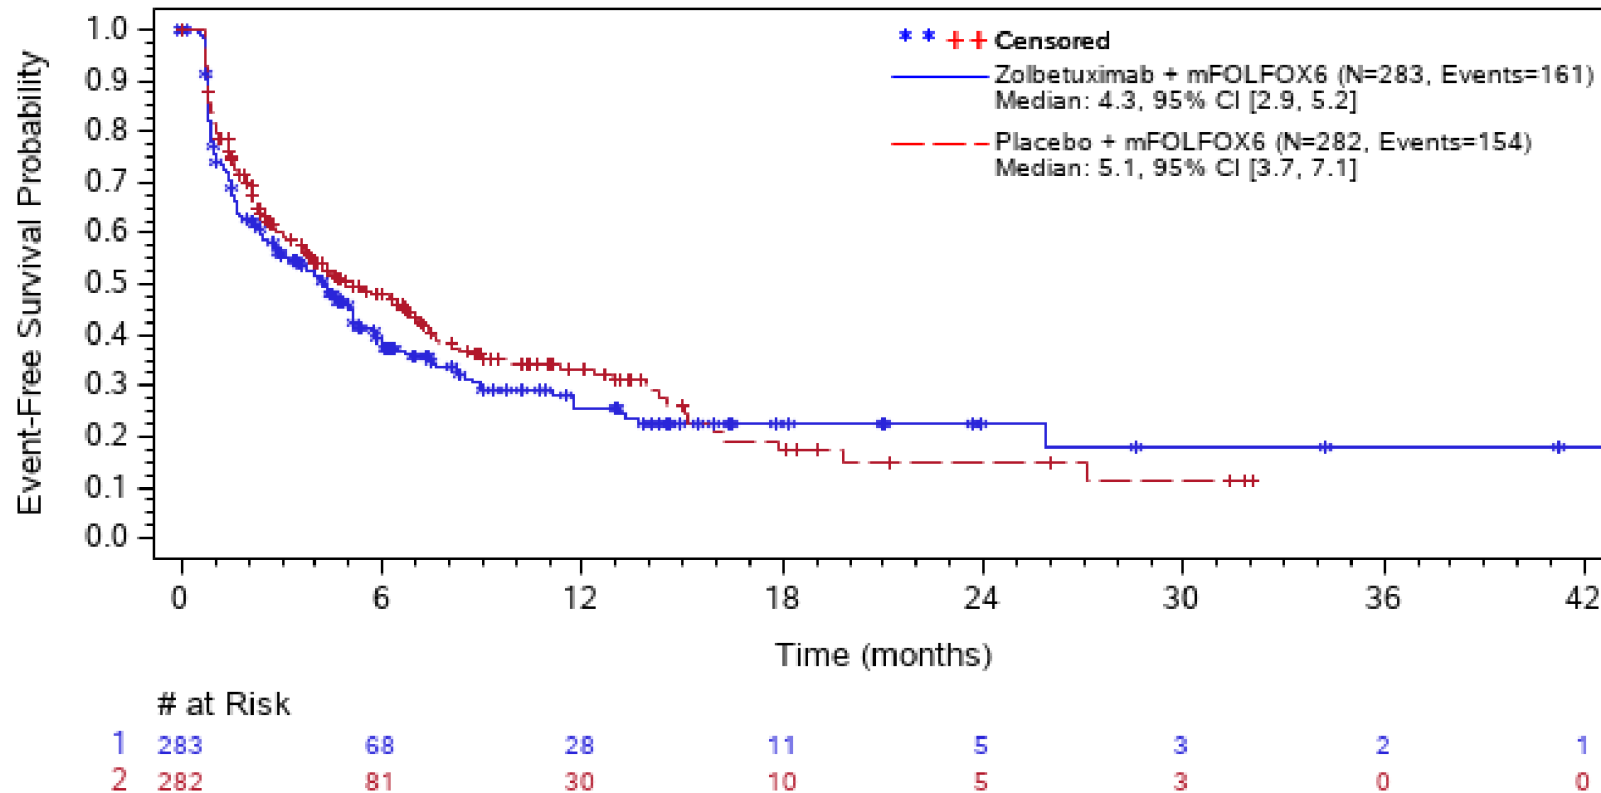 Censored
Zolbetuximab + mFOLFOX6 (N=283, Events=161)
Median: 4.3, 95% CI [2.9, 5.2]
Placebo + mFOLFOX6 (N=282, Events=154)
Median: 5.1, 95% CI [3.7, 7.1]
Event-Free Survival Probability
1.0
0.9
0.8
0.7
0.6
0.5
0.4
0.3
0.2
0.1
0.0
0 6 12 18 24 30 36 42
Time (months)
# at Risk
1 283 68 28 11 5 3 2 1
2 282 81 30 10 5 3 0 0